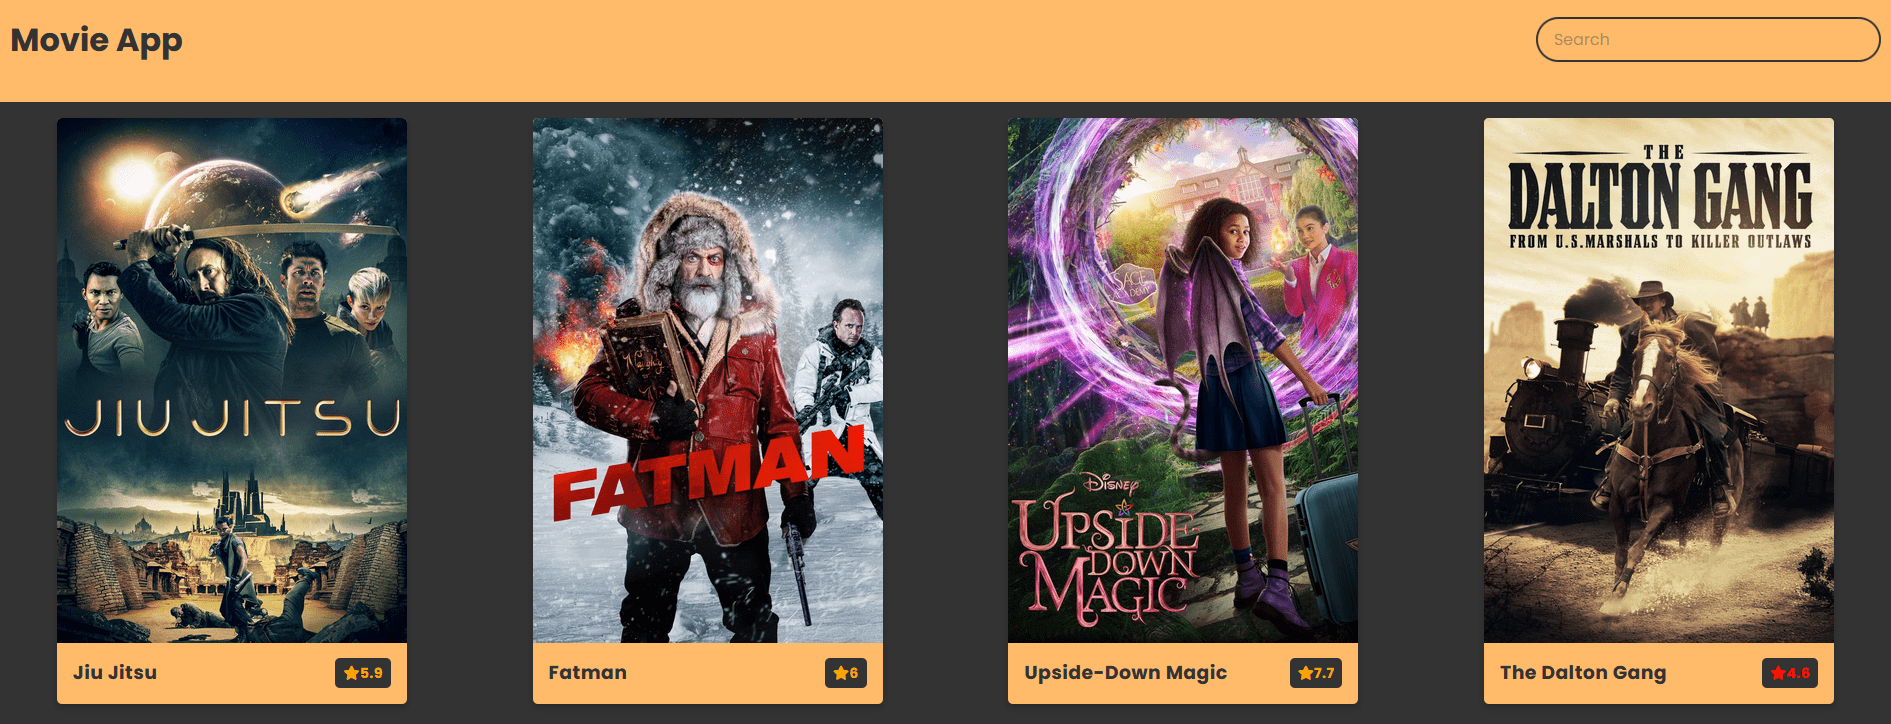 Movie App
Search
JIU JITSU
Naughty
FATMAN
DISNEY
UPSIDE
DOWN
MAGIC
THE
DALTON GANG
FROM U.S.MARSHALS TO KILLER OUTLAWS
Jiu Jitsu
5.9
Fatman
6
Upside-Down Magic
7.7
The Dalton Gang
4.6